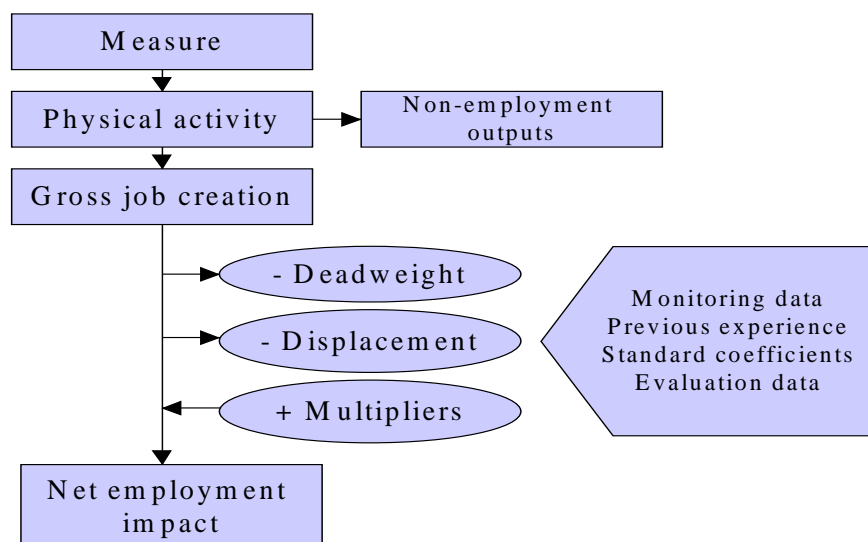 Measure
Physical activity
Non-employment
outputs
Gross job creation
- Deadweight
- Displacement
+ Multipliers
Monitoring data
Previous experience
Standard coefficients
Evaluation data
Net employment
impact